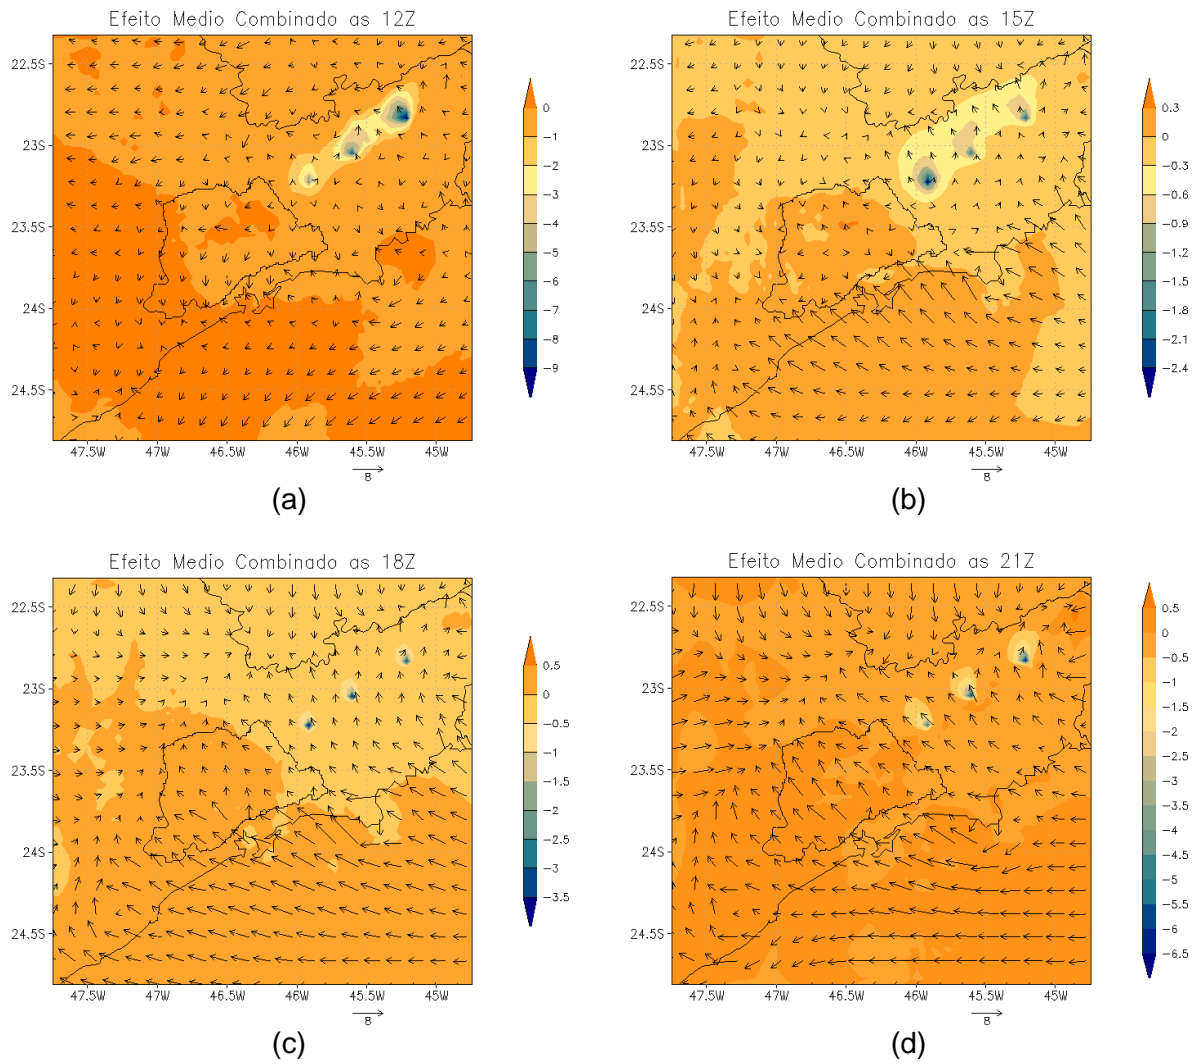 Efeito Medio Combinado as 12Z
22.5S
23S
23.5S
24S
24.5S
47.5W 47W 46.5W 46W 45.5W 45W
8
0
−1
−2
−3
−4
−5
−6
−7
−8
−9
(a)
Efeito Medio Combinado as 15Z
22.5S
23S
23.5S
24S
24.5S
47.5W 47W 46.5W 46W 45.5W 45W
8
0.3
0
−0.3
−0.6
−0.9
−1.2
−1.5
−1.8
−2.1
−2.4
(b)
Efeito Medio Combinado as 18Z
22.5S
23S
23.5S
24S
24.5S
47.5W 47W 46.5W 46W 45.5W 45W
8
0.5
0
−0.5
−1
−1.5
−2
−2.5
−3
−3.5
(c)
Efeito Medio Combinado as 21Z
22.5S
23S
23.5S
24S
24.5S
47.5W 47W 46.5W 46W 45.5W 45W
8
0.5
0
−0.5
−1
−1.5
−2
−2.5
−3
−3.5
−4
−4.5
−5
−5.5
−6
−6.5
(d)